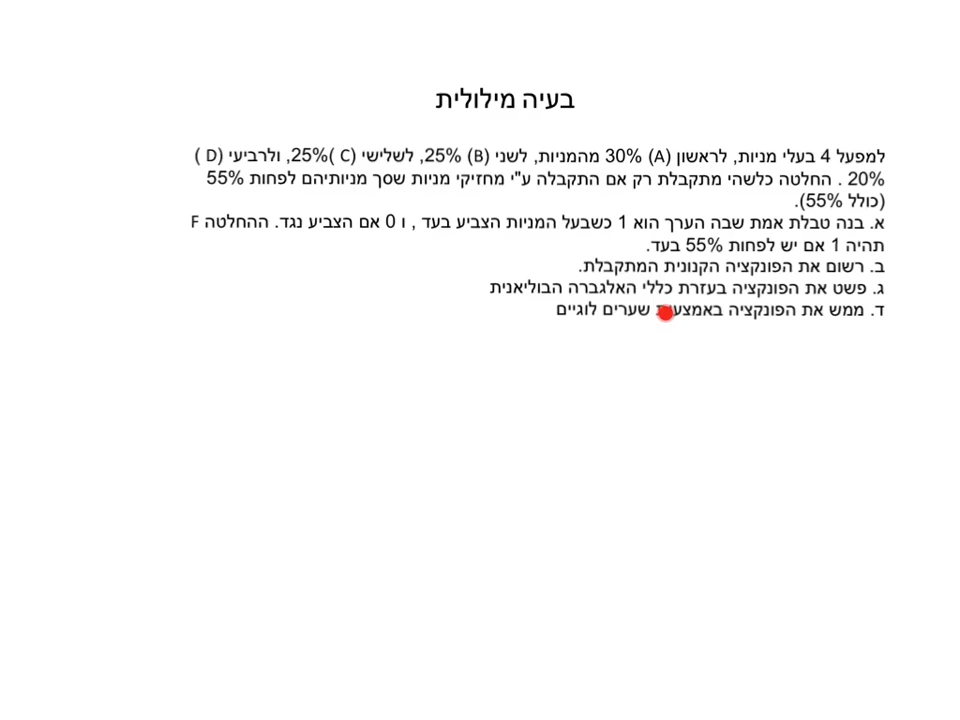 בעיה מילולית
למפעל 4 בעלי מניות, לראשון (A) 30% מהמניות, לשני (B) 25%, לשלישי (C )25%, ולרביעי (D )
20% . החלטה כלשהי מתקבלת רק אם התקבלה ע"י מחזיקי מניות שסך מניותיהם לפחות 55%
(כולל 55%).
א. בנה טבלת אמת שבה הערך הוא 1 כשבעל המניות הצביע בעד , ו 0 אם הצביע נגד. ההחלטה F
תהיה 1 אם יש לפחות 55% בעד.
ב. רשום את הפונקציה הקנונית המתקבלת.
ג. פשט את הפונקציה בעזרת כללי האלגברה הבוליאנית
ד. ממש את הפונקציה באמצעות שערים לוגיים